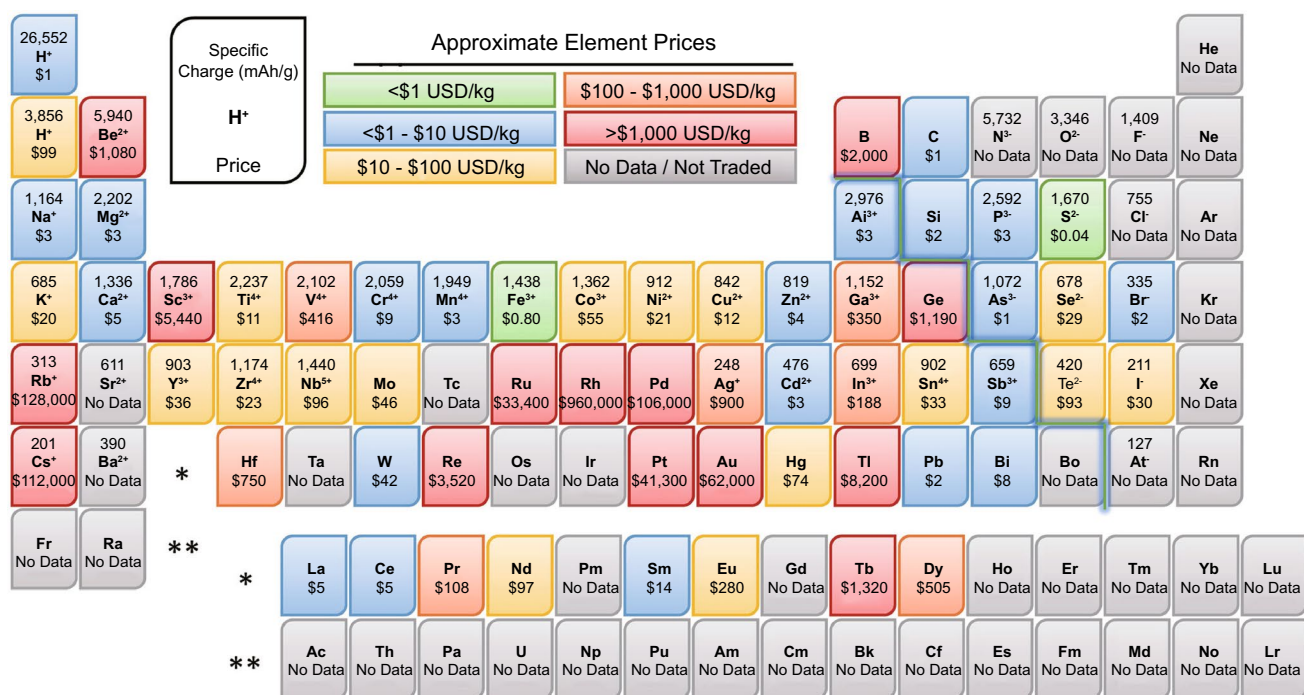 26,552
H⁺
$1
Specific
Charge (mAh/g)
H⁺
Price
Approximate Element Prices
<$1 USD/kg
$100 - $1,000 USD/kg
<$1 - $10 USD/kg
>$1,000 USD/kg
$10 - $100 USD/kg
No Data / Not Traded
He
No Data
3,856
H⁺
$99
5,940
Be²⁺
$1,080
B
$2,000
C
$1
5,732
N³⁻
No Data
3,346
O²⁻
No Data
1,409
F⁻
No Data
Ne
No Data
1,164
Na⁺
$3
2,202
Mg²⁺
$3
2,976
Ai³⁺
$3
Si
$2
2,592
P³⁻
$3
1,670
S²⁻
$0.04
755
Cl⁻
No Data
Ar
No Data
685
K⁺
$20
1,336
Ca²⁺
$5
1,786
Sc³⁺
$5,440
2,237
Ti⁴⁺
$11
2,102
V⁴⁺
$416
2,059
Cr⁴⁺
$9
1,949
Mn⁴⁺
$3
1,438
Fe³⁺
$0.80
1,362
Co³⁺
$55
912
Ni²⁺
$21
842
Cu²⁺
$12
819
Zn²⁺
$4
1,152
Ga³⁺
$350
Ge
$1,190
1,072
As³⁻
$1
678
Se²⁻
$29
335
Br⁻
$2
Kr
No Data
313
Rb⁺
$128,000
611
Sr²⁺
No Data
903
Y³⁺
$36
1,174
Zr⁴⁺
$23
1,440
Nb⁵⁺
$96
Mo
$46
Tc
No Data
Ru
$33,400
Rh
$960,000
Pd
$106,000
248
Ag⁺
$900
476
Cd²⁺
$3
699
In³⁺
$188
902
Sn⁴⁺
$33
659
Sb³⁺
$9
420
Te²⁻
$93
211
I⁻
$30
Xe
No Data
201
Cs⁺
$112,000
390
Ba²⁺
No Data
*
Hf
$750
Ta
No Data
W
$42
Re
$3,520
Os
No Data
Ir
No Data
Pt
$41,300
Au
$62,000
Hg
$74
Tl
$8,200
Pb
$2
Bi
$8
Bo
No Data
127
At⁻
No Data
Rn
No Data
Fr
No Data
Ra
No Data
**
*
La
$5
Ce
$5
Pr
$108
Nd
$97
Pm
No Data
Sm
$14
Eu
$280
Gd
No Data
Tb
$1,320
Dy
$505
Ho
No Data
Er
No Data
Tm
No Data
Yb
No Data
Lu
No Data
**
Ac
No Data
Th
No Data
Pa
No Data
U
No Data
Np
No Data
Pu
No Data
Am
No Data
Cm
No Data
Bk
No Data
Cf
No Data
Es
No Data
Fm
No Data
Md
No Data
No
No Data
Lr
No Data